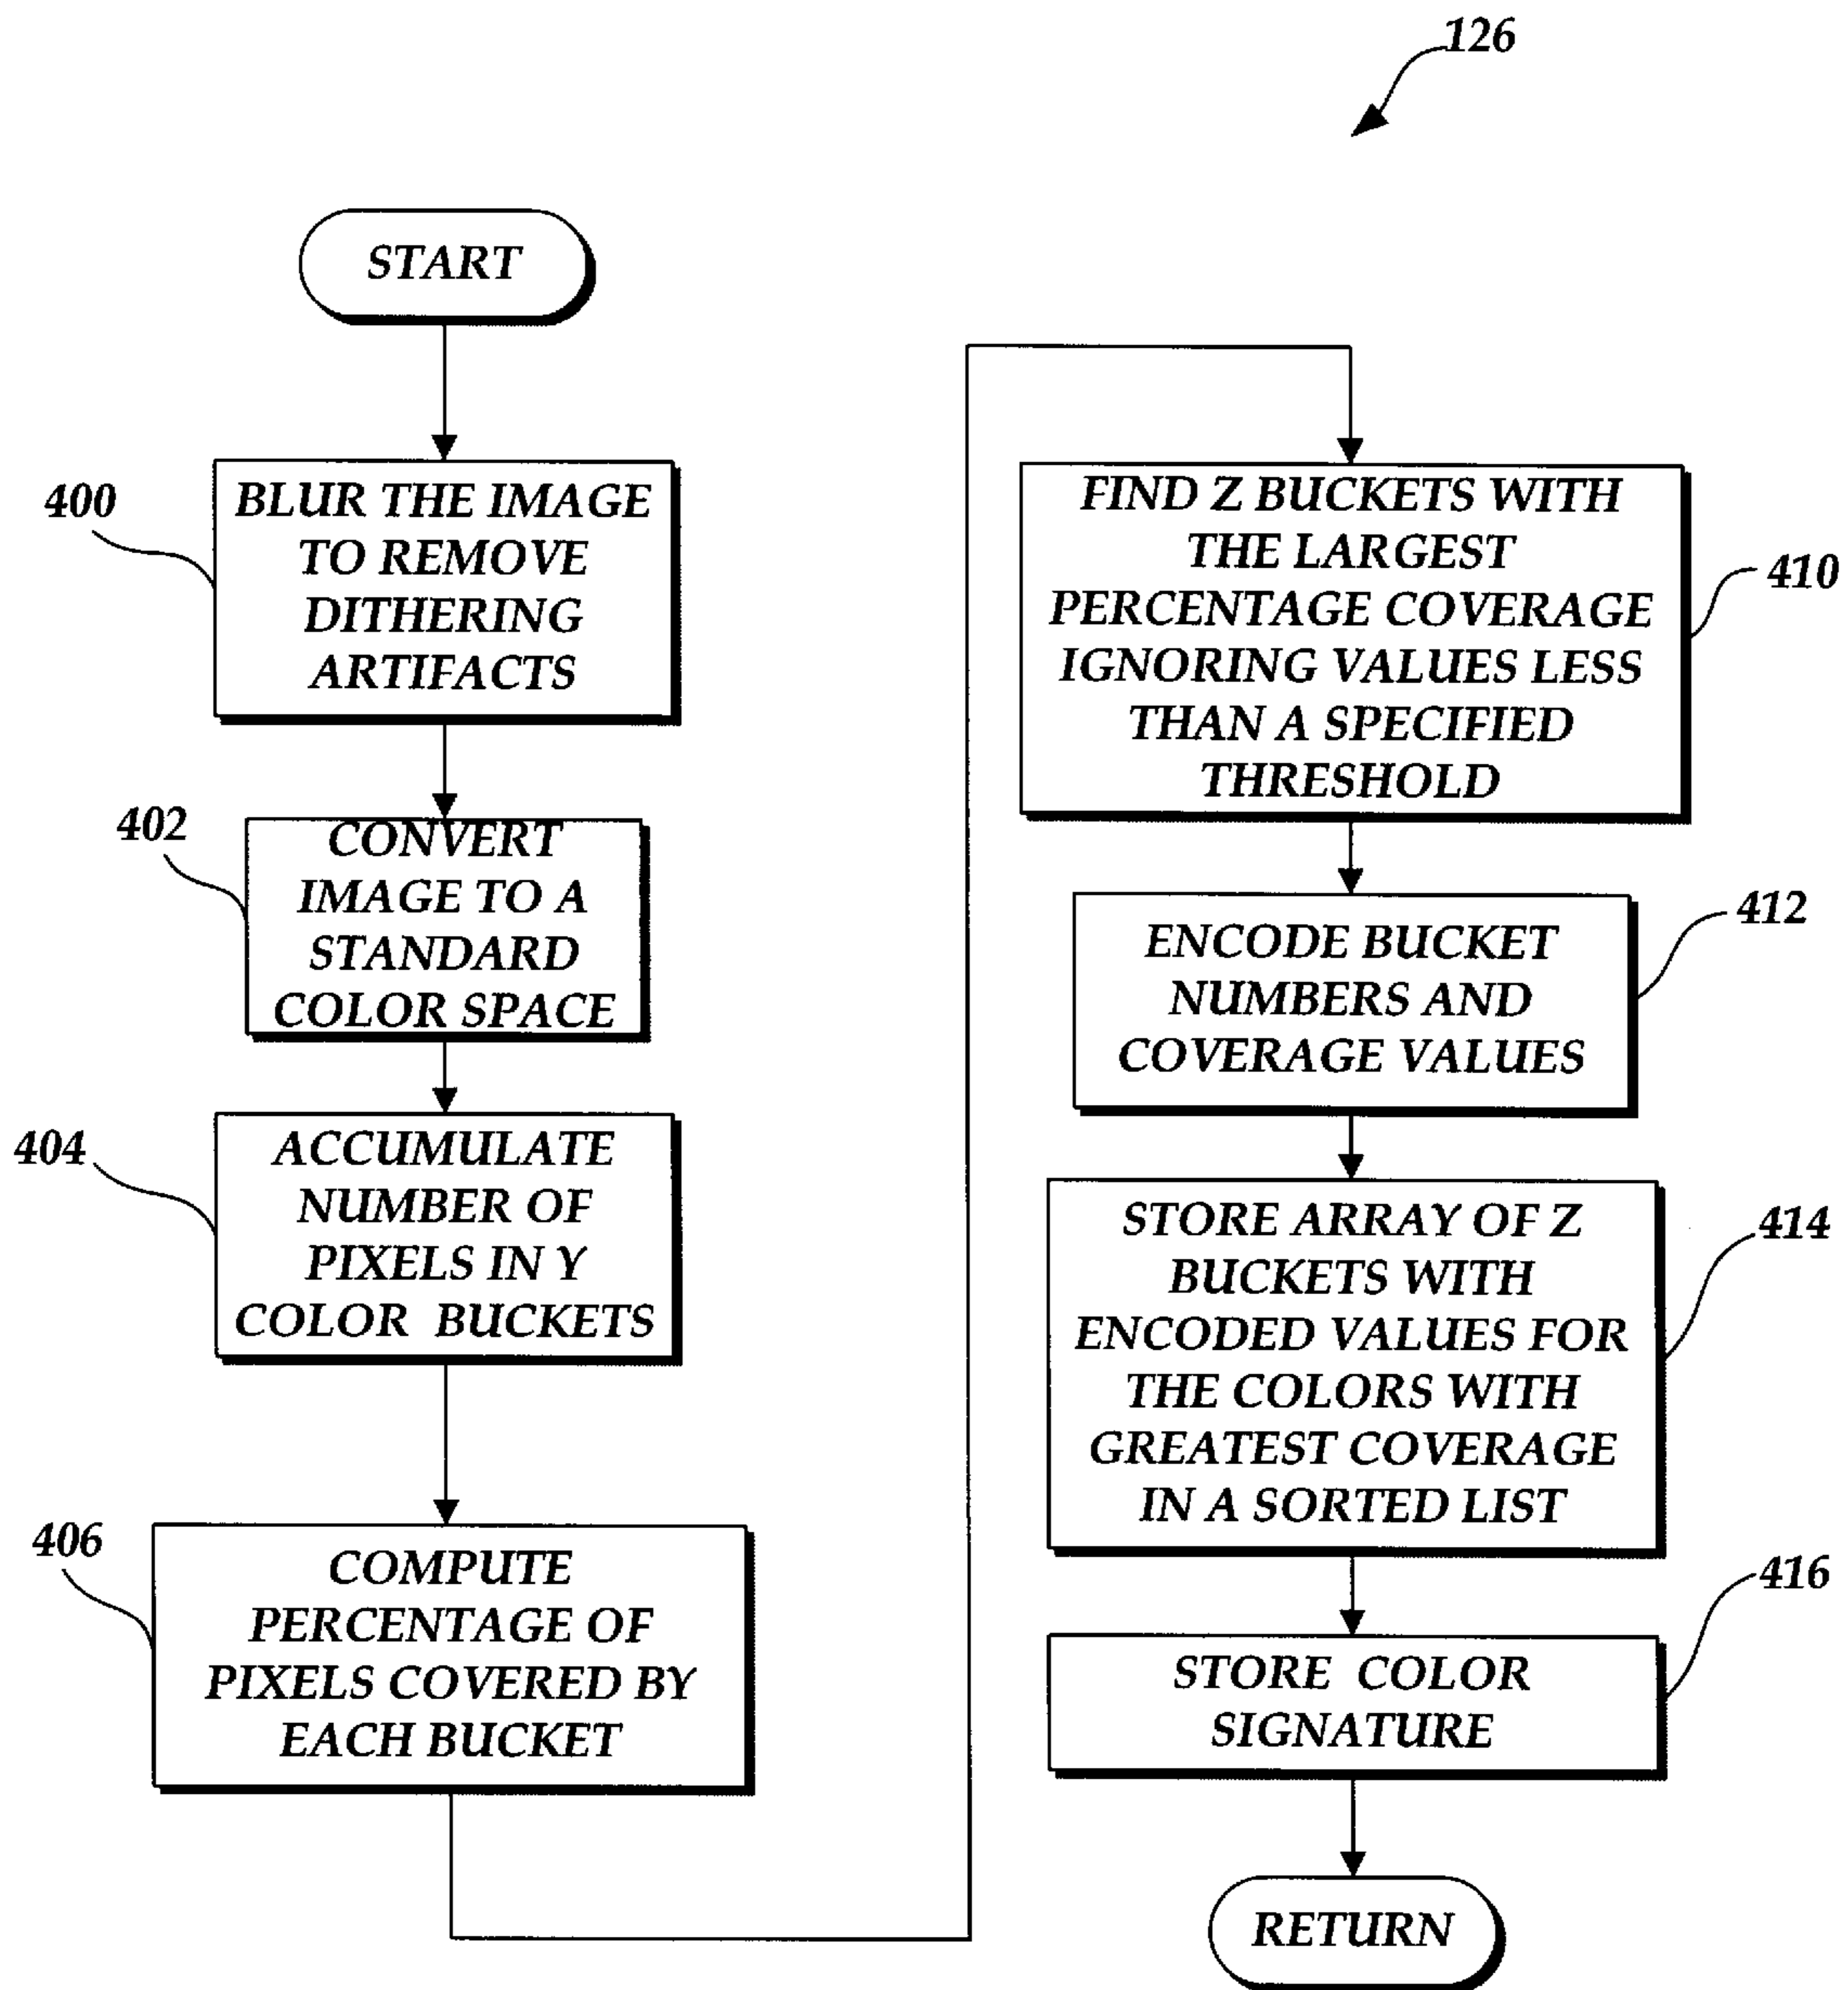 126
START
400
BLUR THE IMAGE
TO REMOVE
DITHERING
ARTIFACTS
402
CONVERT
IMAGE TO A
STANDARD
COLOR SPACE
404
ACCUMULATE
NUMBER OF
PIXELS IN Y
COLOR BUCKETS
406
COMPUTE
PERCENTAGE OF
PIXELS COVERED BY
EACH BUCKET
FIND Z BUCKETS WITH
THE LARGEST
PERCENTAGE COVERAGE
IGNORING VALUES LESS
THAN A SPECIFIED
THRESHOLD
410
ENCODE BUCKET
NUMBERS AND
COVERAGE VALUES
412
STORE ARRAY OF Z
BUCKETS WITH
ENCODED VALUES FOR
THE COLORS WITH
GREATEST COVERAGE
IN A SORTED LIST
414
STORE COLOR
SIGNATURE
416
RETURN